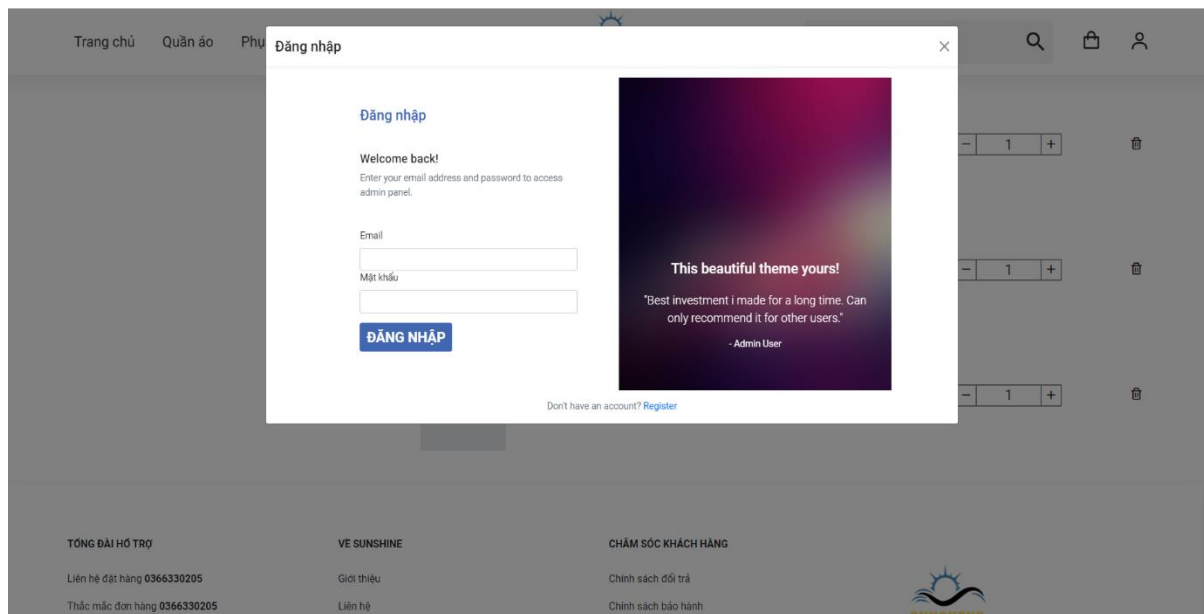 Trang chủ Quần áo Phụ
Đăng nhập
Đăng nhập
Welcome back!
Enter your email address and password to access
admin panel.
Email
Mật khẩu
ĐĂNG NHẬP
This beautiful theme yours!
"Best investment i made for a long time. Can
only recommend it for other users."
- Admin User
Don't have an account? Register
1
1
1
TỔNG ĐÀI HỖ TRỢ
Liên hệ đặt hàng 0366330205
Thắc mắc đơn hàng 0366330205
VỀ SUNSHINE
Giới thiệu
Liên hệ
CHĂM SÓC KHÁCH HÀNG
Chính sách đổi trả
Chính sách bảo hành